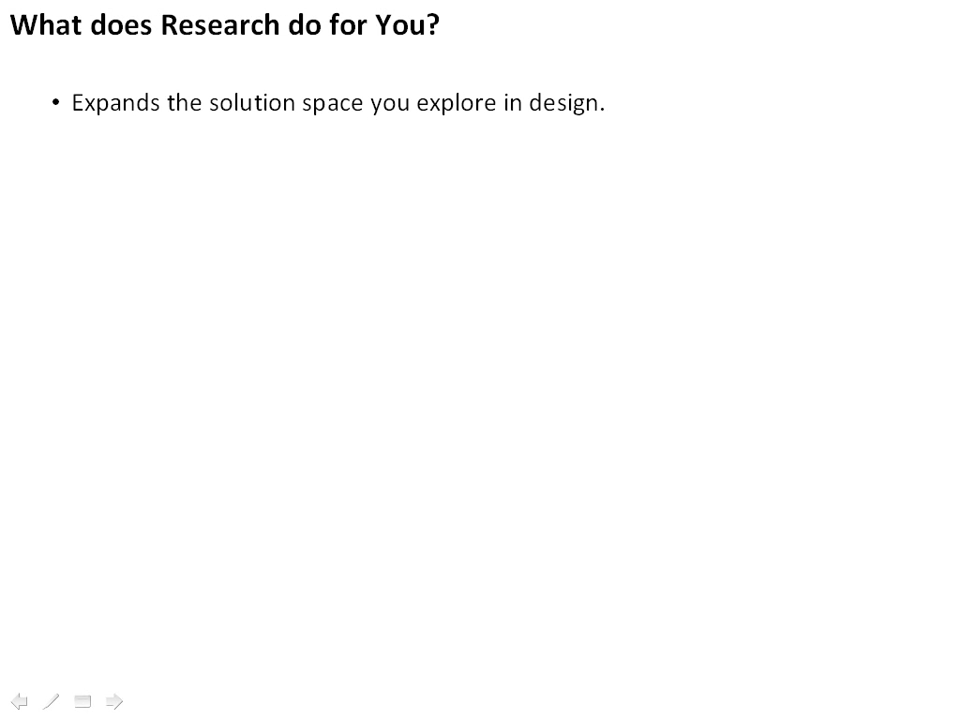 What does Research do for You?
• Expands the solution space you explore in design.